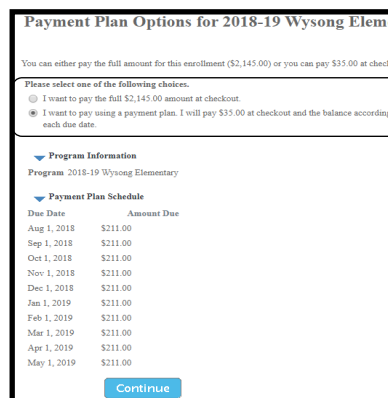 Payment Plan Options for 2018-19 Wysong Elem
You can either pay the full amount for this enrollment ($2,145.00) or you can pay $35.00 at chec
Please select one of the following choices.
I want to pay the full $2,145.00 amount at checkout.
I want to pay using a payment plan. I will pay $35.00 at checkout and the balance according
each due date.
Program Information
Program 2018-19 Wysong Elementary
Payment Plan Schedule
Due Date Amount Due
Aug 1, 2018 $211.00
Sep 1, 2018 $211.00
Oct 1, 2018 $211.00
Nov 1, 2018 $211.00
Dec 1, 2018 $211.00
Jan 1, 2019 $211.00
Feb 1, 2019 $211.00
Mar 1, 2019 $211.00
Apr 1, 2019 $211.00
May 1, 2019 $211.00
Continue